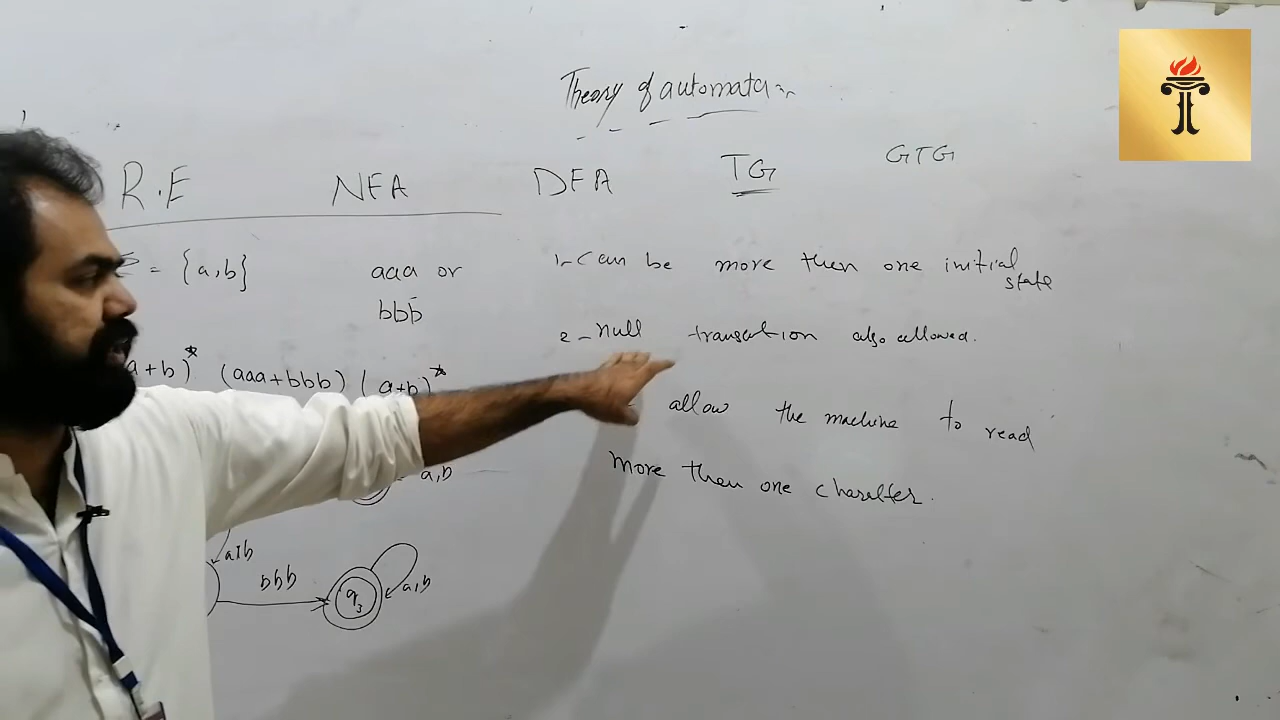 Theory of automata
R.E NFA DFA TG GTG
= {a,b}
aaa or
bbb
a+b)* (aaa+bbb) (a+b)*
1- Can be more then one initial
state
2- null transation also allowed.
allow the machine to read
more then one
a,b
a,b
bbb
q3
a,b